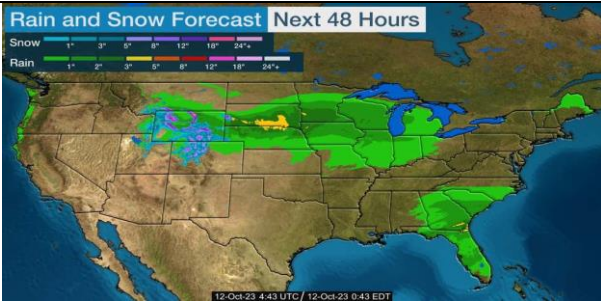 Rain and Snow Forecast Next 48 Hours
Snow 1" 3" 5" 8" 12" 18" 24"+
Rain 1" 2" 3" 5" 8" 12" 18" 24"+
12-Oct-23 4:43 UTC / 12-Oct-23 0:43 EDT